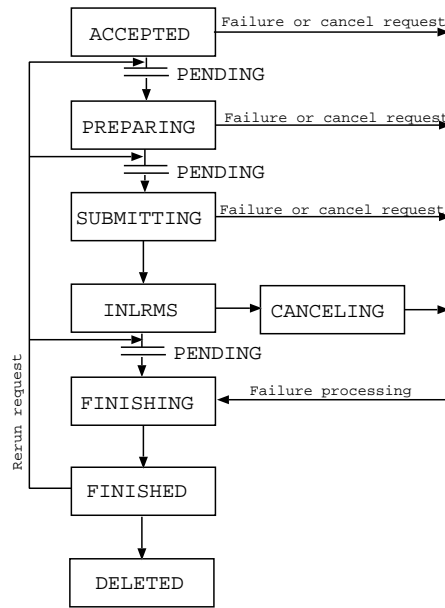 ACCEPTED
Failure or cancel request
PENDING
PREPARING
Failure or cancel request
PENDING
SUBMITTING
Failure or cancel request
INLRMS
CANCELING
PENDING
Rerun request
FINISHING
Failure processing
FINISHED
DELETED